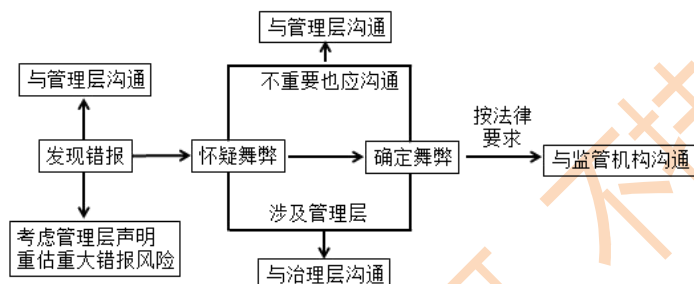 与管理层沟通
不重要也应沟通
与管理层沟通
按法律
要求
发现错报
怀疑舞弊
确定舞弊
与监管机构沟通
涉及管理层
考虑管理层声明
重估重大错报风险
与治理层沟通